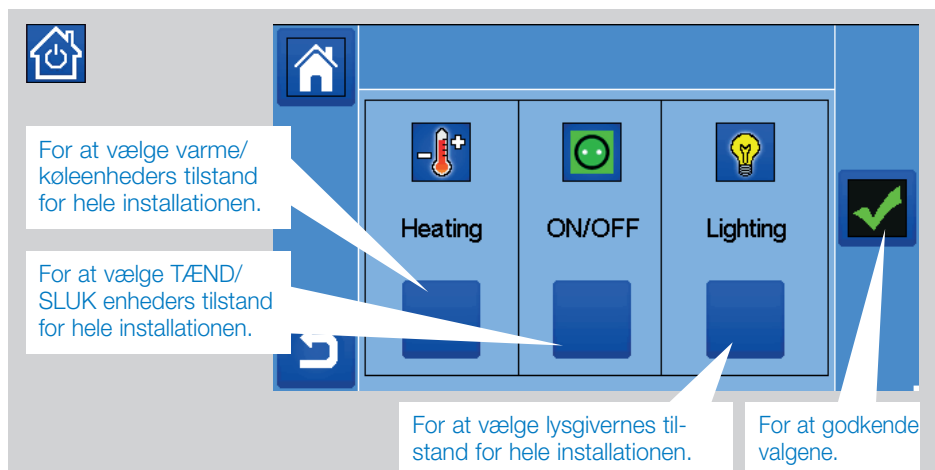 For at vælge varme/
køleenheders tilstand
for hele installationen.
Heating
ON/OFF
Lighting
For at vælge TÆND/
SLUK enheders tilstand
for hele installationen.
For at vælge lysgivernes til-
stand for hele installationen.
For at godkende
valgene.